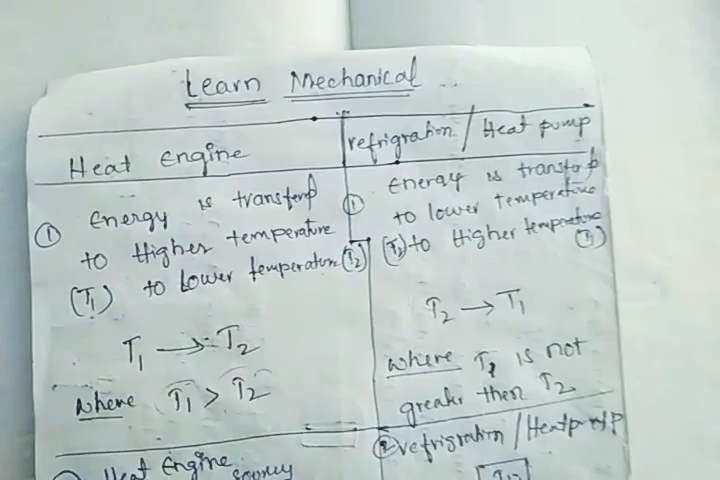 Learn Mechanical
Heat Engine
refrigration / Heat pump
① Energy is transferd
to Higher temperature
(T1) to Lower temperature (T2)
T1 → T2
where T1 > T2
① Energy is transferd
to lower temperature
(T2) to Higher temperature
(T1)
T2 → T1
where T1 is not
greater then T2
Heat Engine
② refrigration / Heat pump